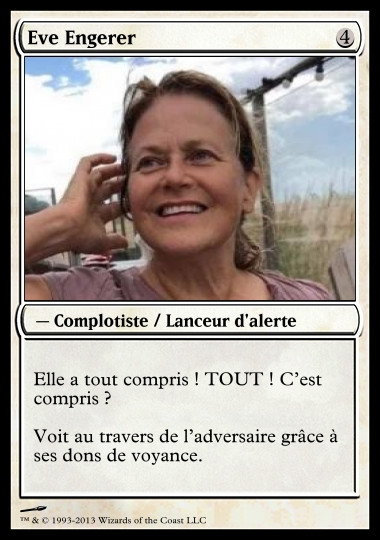 Eve Engerer
4
— Complotiste / Lanceur d'alerte
Elle a tout compris ! TOUT ! C’est
compris ?
Voit au travers de l’adversaire grâce à
ses dons de voyance.
™ & © 1993-2013 Wizards of the Coast LLC